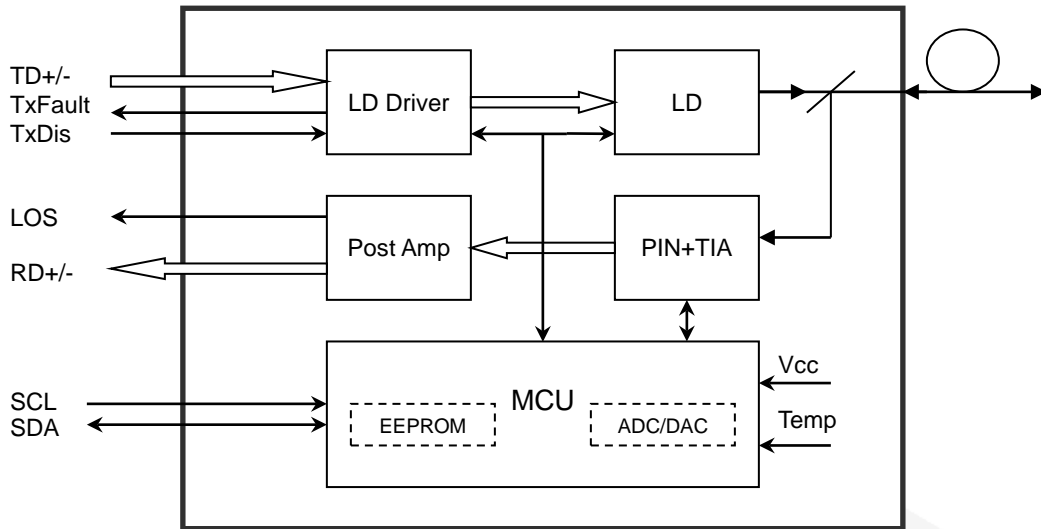 TD+/-
TxFault
TxDis
LD Driver
LD
LOS
RD+/-
Post Amp
PIN+TIA
SCL
SDA
MCU
EEPROM
ADC/DAC
Vcc
Temp